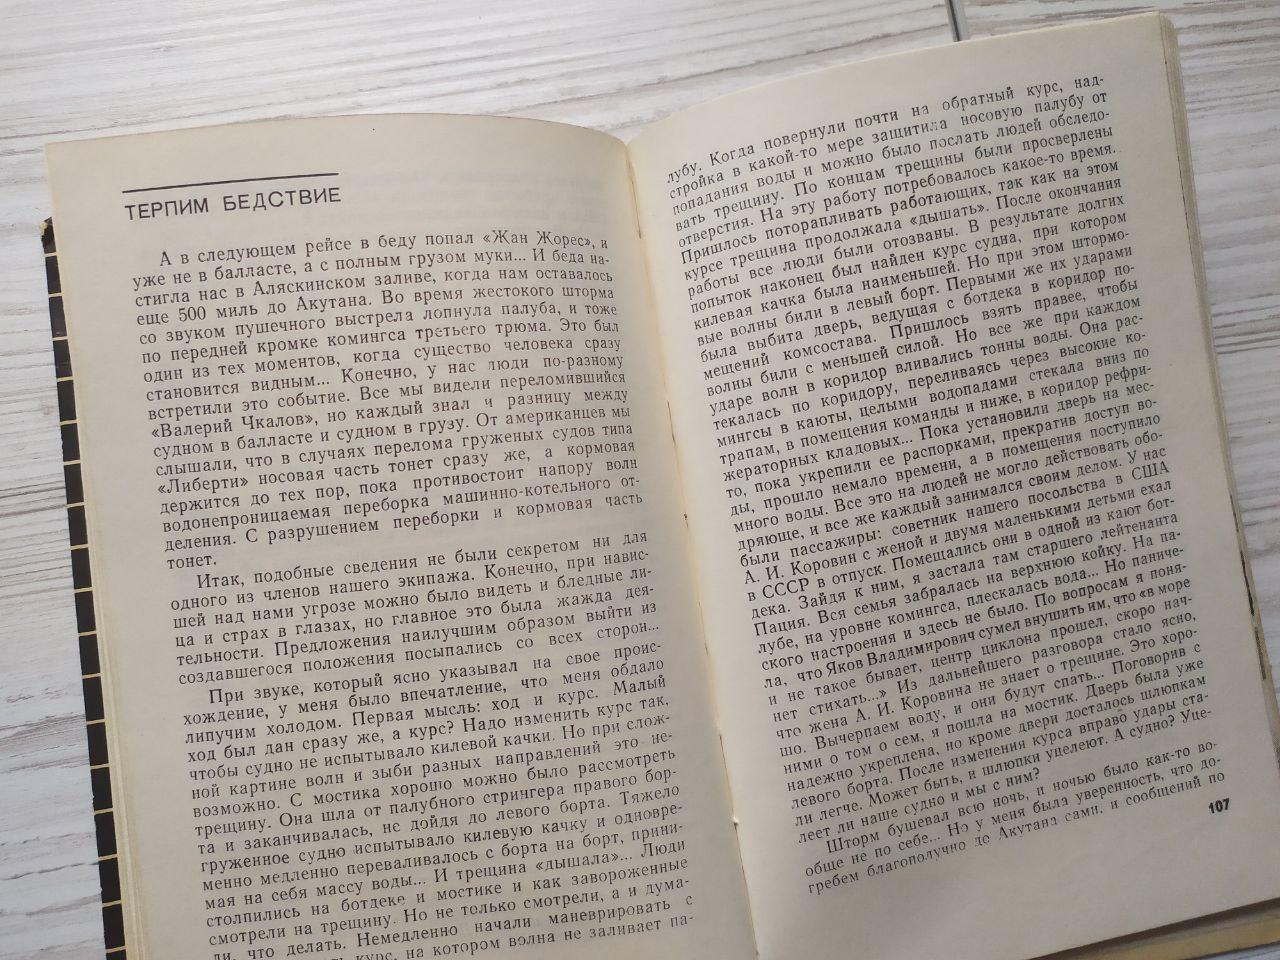 ТЕРПИМ БЕДСТВИЕ
А в следующем рейсе в беду попал «Жан Жорес», и
уже не в балласте, а с полным грузом муки... И беда на-
стигла нас в Аляскинском заливе, когда нам оставалось
еще 500 миль до Акутана. Во время жестокого шторма
со звуком пушечного выстрела лопнула палуба, и тоже
по передней кромке комингса третьего трюма. Это был
один из тех моментов, когда существо человека сразу
становится видным... Конечно, у нас люди по-разному
встретили это событие. Все мы видели переломившийся
«Валерий Чкалов», но каждый знал и разницу между
судном в балласте и судном в грузу. От американцев мы
слышали, что в случаях перелома груженых судов типа
«Либерти» носовая часть тонет сразу же, а кормовая
держится до тех пор, пока противостоит напору волн
водонепроницаемая переборка машинно-котельного от-
деления. С разрушением переборки и кормовая часть
тонет.
Итак, подобные сведения не были секретом ни для
одного из членов нашего экипажа. Конечно, при навис-
шей над нами угрозе можно было видеть и бледные ли-
ца и страх в глазах, но главное это была жажда дея-
тельности. Предложения наилучшим образом выйти из
создавшегося положения посыпались со всех сторон...
При звуке, который ясно указывал на свое проис-
хождение, у меня было впечатление, что меня обдало
липучим холодом. Первая мысль: ход и курс. Малый
ход был дан сразу же, а курс? Надо изменить курс так,
чтобы судно не испытывало килевой качки. Но при слож-
ной картине волн и зыби разных направлений это не-
возможно. С мостика хорошо можно было рассмотреть
трещину. Она шла от палубного стрингера правого бор-
та и заканчивалась, не дойдя до левого борта. Тяжело
груженное судно испытывало килевую качку и одновре-
менно медленно переваливалось с борта на борт, прини-
мая на себя массу воды... И трещина «дышала»... Люди
столпились на ботдеке и мостике и как завороженные
смотрели на трещину. Но не только смотрели, а и дума-
ли, что делать. Немедленно начали маневрировать с
курс, на котором волна не заливает па-
лубу. Когда повернули почти на обратный курс, над-
стройка в какой-то мере защитила носовую палубу от
попадания воды и можно было послать людей обследо-
вать трещину. По концам трещины были просверлены
отверстия. На эту работу потребовалось какое-то время.
Пришлось поторапливать работающих, так как на этом
курсе трещина продолжала «дышать». После окончания
работы все люди были отозваны. В результате долгих
попыток наконец был найден курс судна, при котором
килевая качка была наименьшей. Но при этом штормо-
вые волны били в левый борт. Первыми же их ударами
была выбита дверь, ведущая с ботдека в коридор по-
мещений комсостава. Пришлось взять правее, чтобы
волны били с меньшей силой. Но все же при каждом
ударе волн в коридор вливались тонны воды. Она рас-
текалась по коридору, переливаясь через высокие ко-
мингсы в каюты, целыми водопадами стекала вниз по
трапам, в помещения команды и ниже, в коридор рефри-
жераторных кладовых... Пока установили дверь на мес-
то, пока укрепили ее распорками, прекратив доступ во-
ды, прошло немало времени, а в помещения поступило
много воды. Все это на людей не могло действовать обо-
дряюще, и все же каждый занимался своим делом. У нас
были пассажиры: советник нашего посольства в США
А. И. Коровин с женой и двумя маленькими детьми ехал
в СССР в отпуск. Помещались они в одной из кают бот-
дека. Зайдя к ним, я застала там старшего лейтенанта
Пация. Вся семья забралась на верхнюю койку. На па-
лубе, на уровне комингса, плескалась вода... Но паниче-
ского настроения и здесь не было. По вопросам я поня-
ла, что Яков Владимирович сумел внушить им, что «в море
и не такое бывает, центр циклона прошел, скоро нач-
нет стихать...» Из дальнейшего разговора стало ясно,
что жена А. И. Коровина не знает о трещине. Это хоро-
шо. Вычерпаем воду, и они будут спать... Поговорив с
ними о том о сем, я пошла на мостик. Дверь была уже
надежно укреплена, но кроме двери досталось шлюпкам
левого борта. После изменения курса вправо удары ста-
ли легче. Может быть, и шлюпки уцелеют. А судно? Уце-
леет ли наше судно и мы с ним?
Шторм бушевал всю ночь, и ночью было как-то во-
обще не по себе... Но у меня была уверенность, что до-
гребем благополучно до Акутана сами, и сообщений по
107